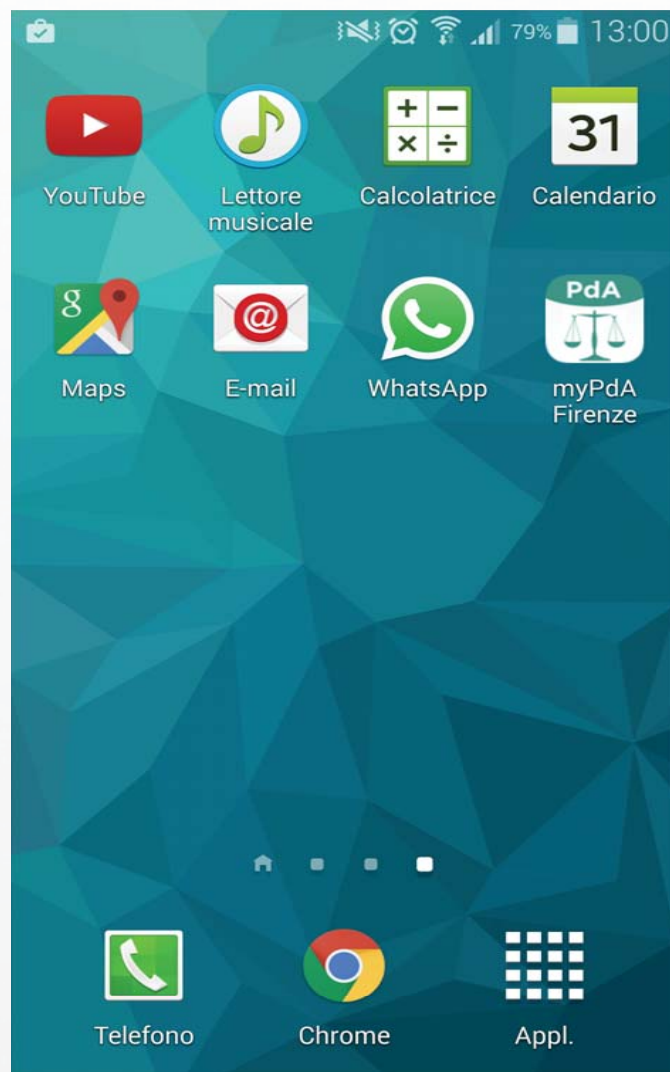 79% 13:00
YouTube
Lettore
musicale
Calcolatrice
31
Calendario
g
Maps
@
E-mail
WhatsApp
PdA
myPdA
Firenze
Telefono
Chrome
Appl.